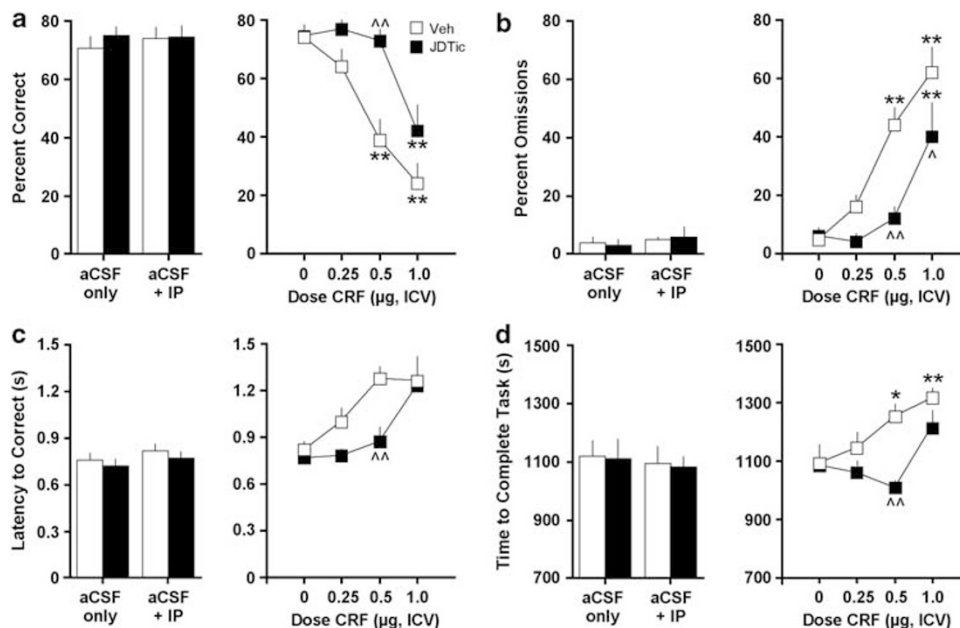 a
Percent Correct
80
60
40
20
0
aCSF only
aCSF + IP
80
60
40
20
0
^^
**
**
**
Veh
JDTic
0 0.25 0.5 1.0
Dose CRF (µg, ICV)
b
Percent Omissions
80
60
40
20
0
aCSF only
aCSF + IP
80
60
40
20
0
**
**
**
^
^^
0 0.25 0.5 1.0
Dose CRF (µg, ICV)
c
Latency to Correct (s)
1.5
1.2
0.9
0.6
0.3
0
aCSF only
aCSF + IP
1.5
1.2
0.9
0.6
0.3
0
^^
0 0.25 0.5 1.0
Dose CRF (µg, ICV)
d
Time to Complete Task (s)
1500
1300
1100
900
700
aCSF only
aCSF + IP
1500
1300
1100
900
700
*
**
^^
0 0.25 0.5 1.0
Dose CRF (µg, ICV)